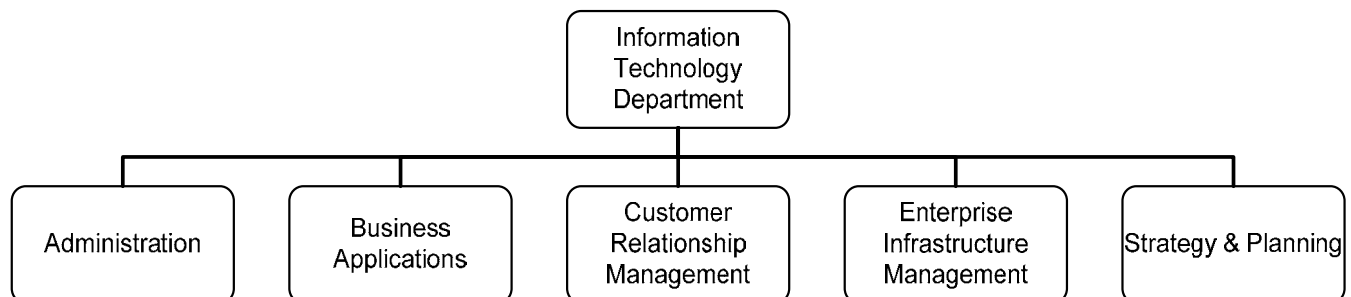 Information
Technology
Department
Administration
Business
Applications
Customer
Relationship
Management
Enterprise
Infrastructure
Management
Strategy & Planning